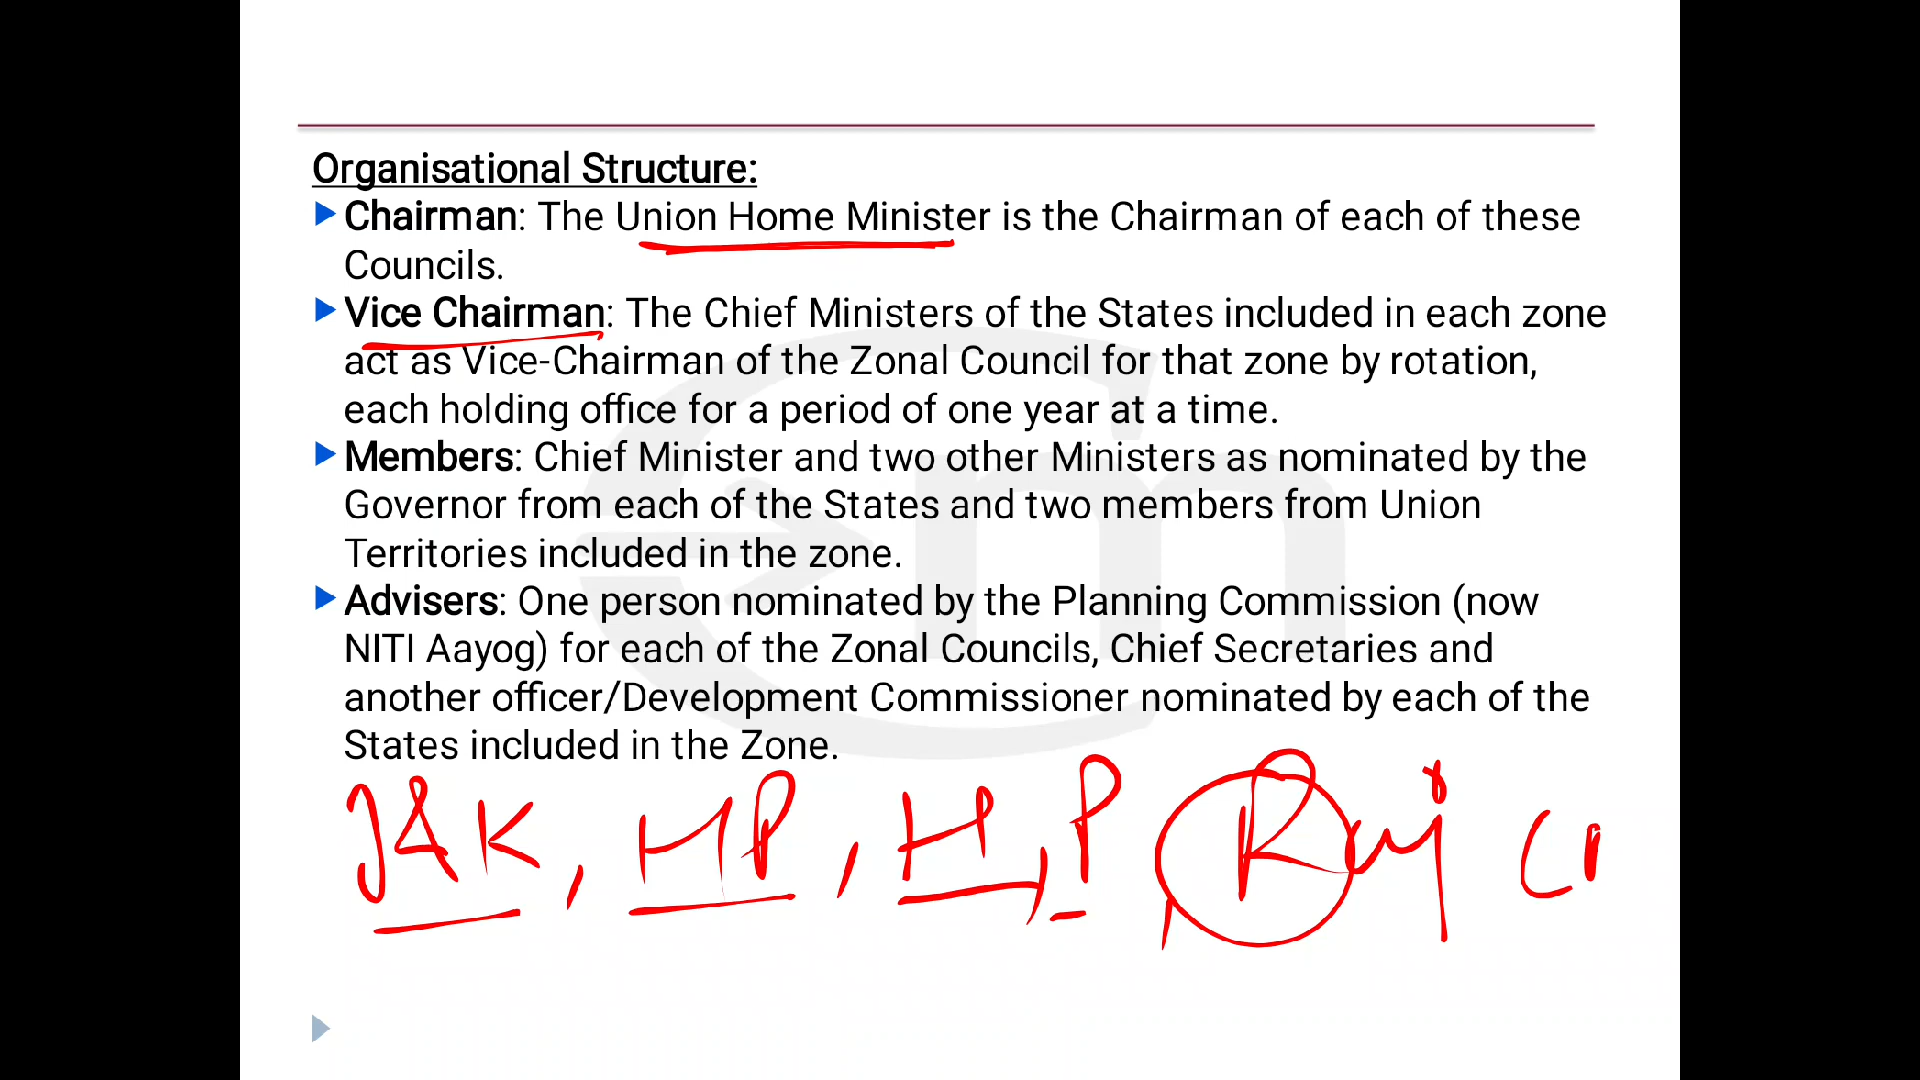 Organisational Structure:
Chairman: The Union Home Minister is the Chairman of each of these
Councils.
Vice Chairman: The Chief Ministers of the States included in each zone
act as Vice-Chairman of the Zonal Council for that zone by rotation,
each holding office for a period of one year at a time.
Members: Chief Minister and two other Ministers as nominated by the
Governor from each of the States and two members from Union
Territories included in the zone.
Advisers: One person nominated by the Planning Commission (now
NITI Aayog) for each of the Zonal Councils, Chief Secretaries and
another officer/Development Commissioner nominated by each of the
States included in the Zone.
J&K, HP, H, P, Raj